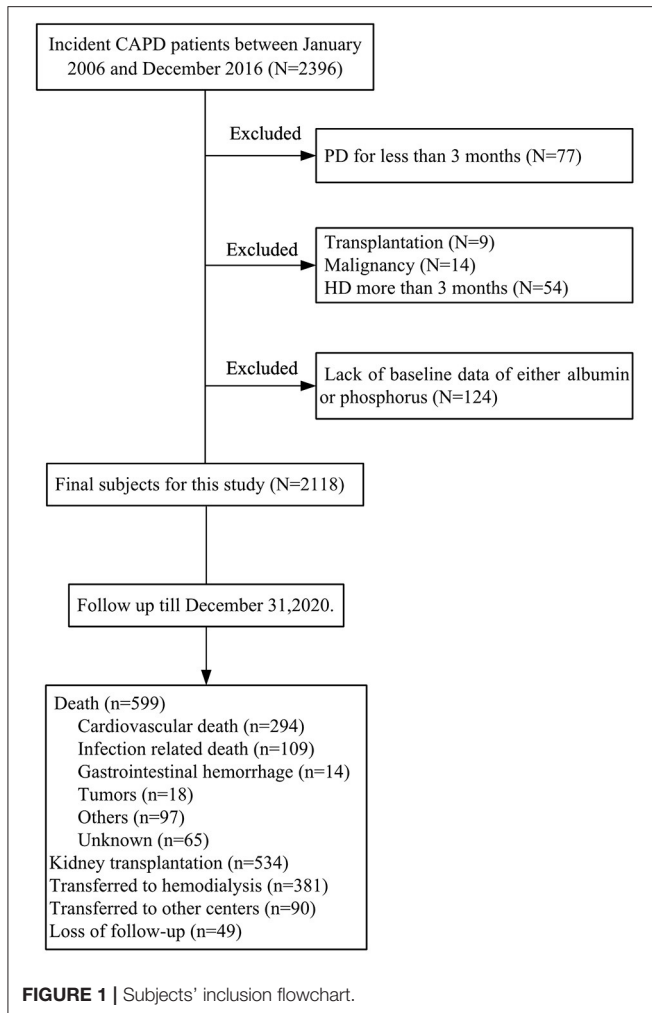 Incident CAPD patients between January
2006 and December 2016 (N=2396)
Excluded
PD for less than 3 months (N=77)
Excluded
Transplantation (N=9)
Malignancy (N=14)
HD more than 3 months (N=54)
Excluded
Lack of baseline data of either albumin
or phosphorus (N=124)
Final subjects for this study (N=2118)
Follow up till December 31,2020.
Death (n=599)
Cardiovascular death (n=294)
Infection related death (n=109)
Gastrointestinal hemorrhage (n=14)
Tumors (n=18)
Others (n=97)
Unknown (n=65)
Kidney transplantation (n=534)
Transferred to hemodialysis (n=381)
Transferred to other centers (n=90)
Loss of follow-up (n=49)
FIGURE 1 | Subjects' inclusion flowchart.